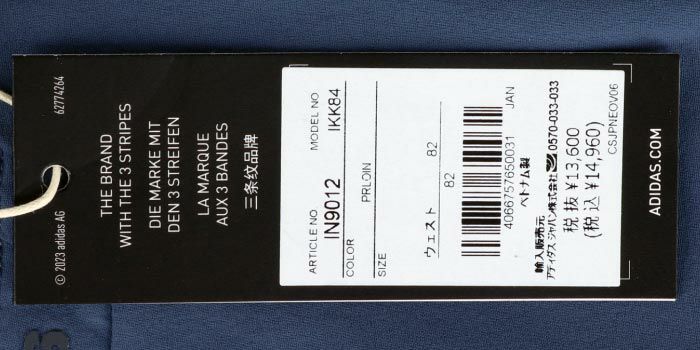 62774264
THE BRAND
WITH THE 3 STRIPES
DIE MARKE MIT
DEN 3 STREIFEN
LA MARQUE
AUX 3 BANDES
三条纹品牌
© 2023 adidas AG
ARTICLE NO
MODEL NO
IN9012
IKK84
COLOR
PRLOIN
SIZE
ウェスト
82
82
JAN
4066757650031
ベトナム製
輸入販売元
アディダス ジャパン株式会社 0570-033-033
税 抜 ¥13,600
(税 込 ¥14,960)
CSJPNEOV06
ADIDAS.COM